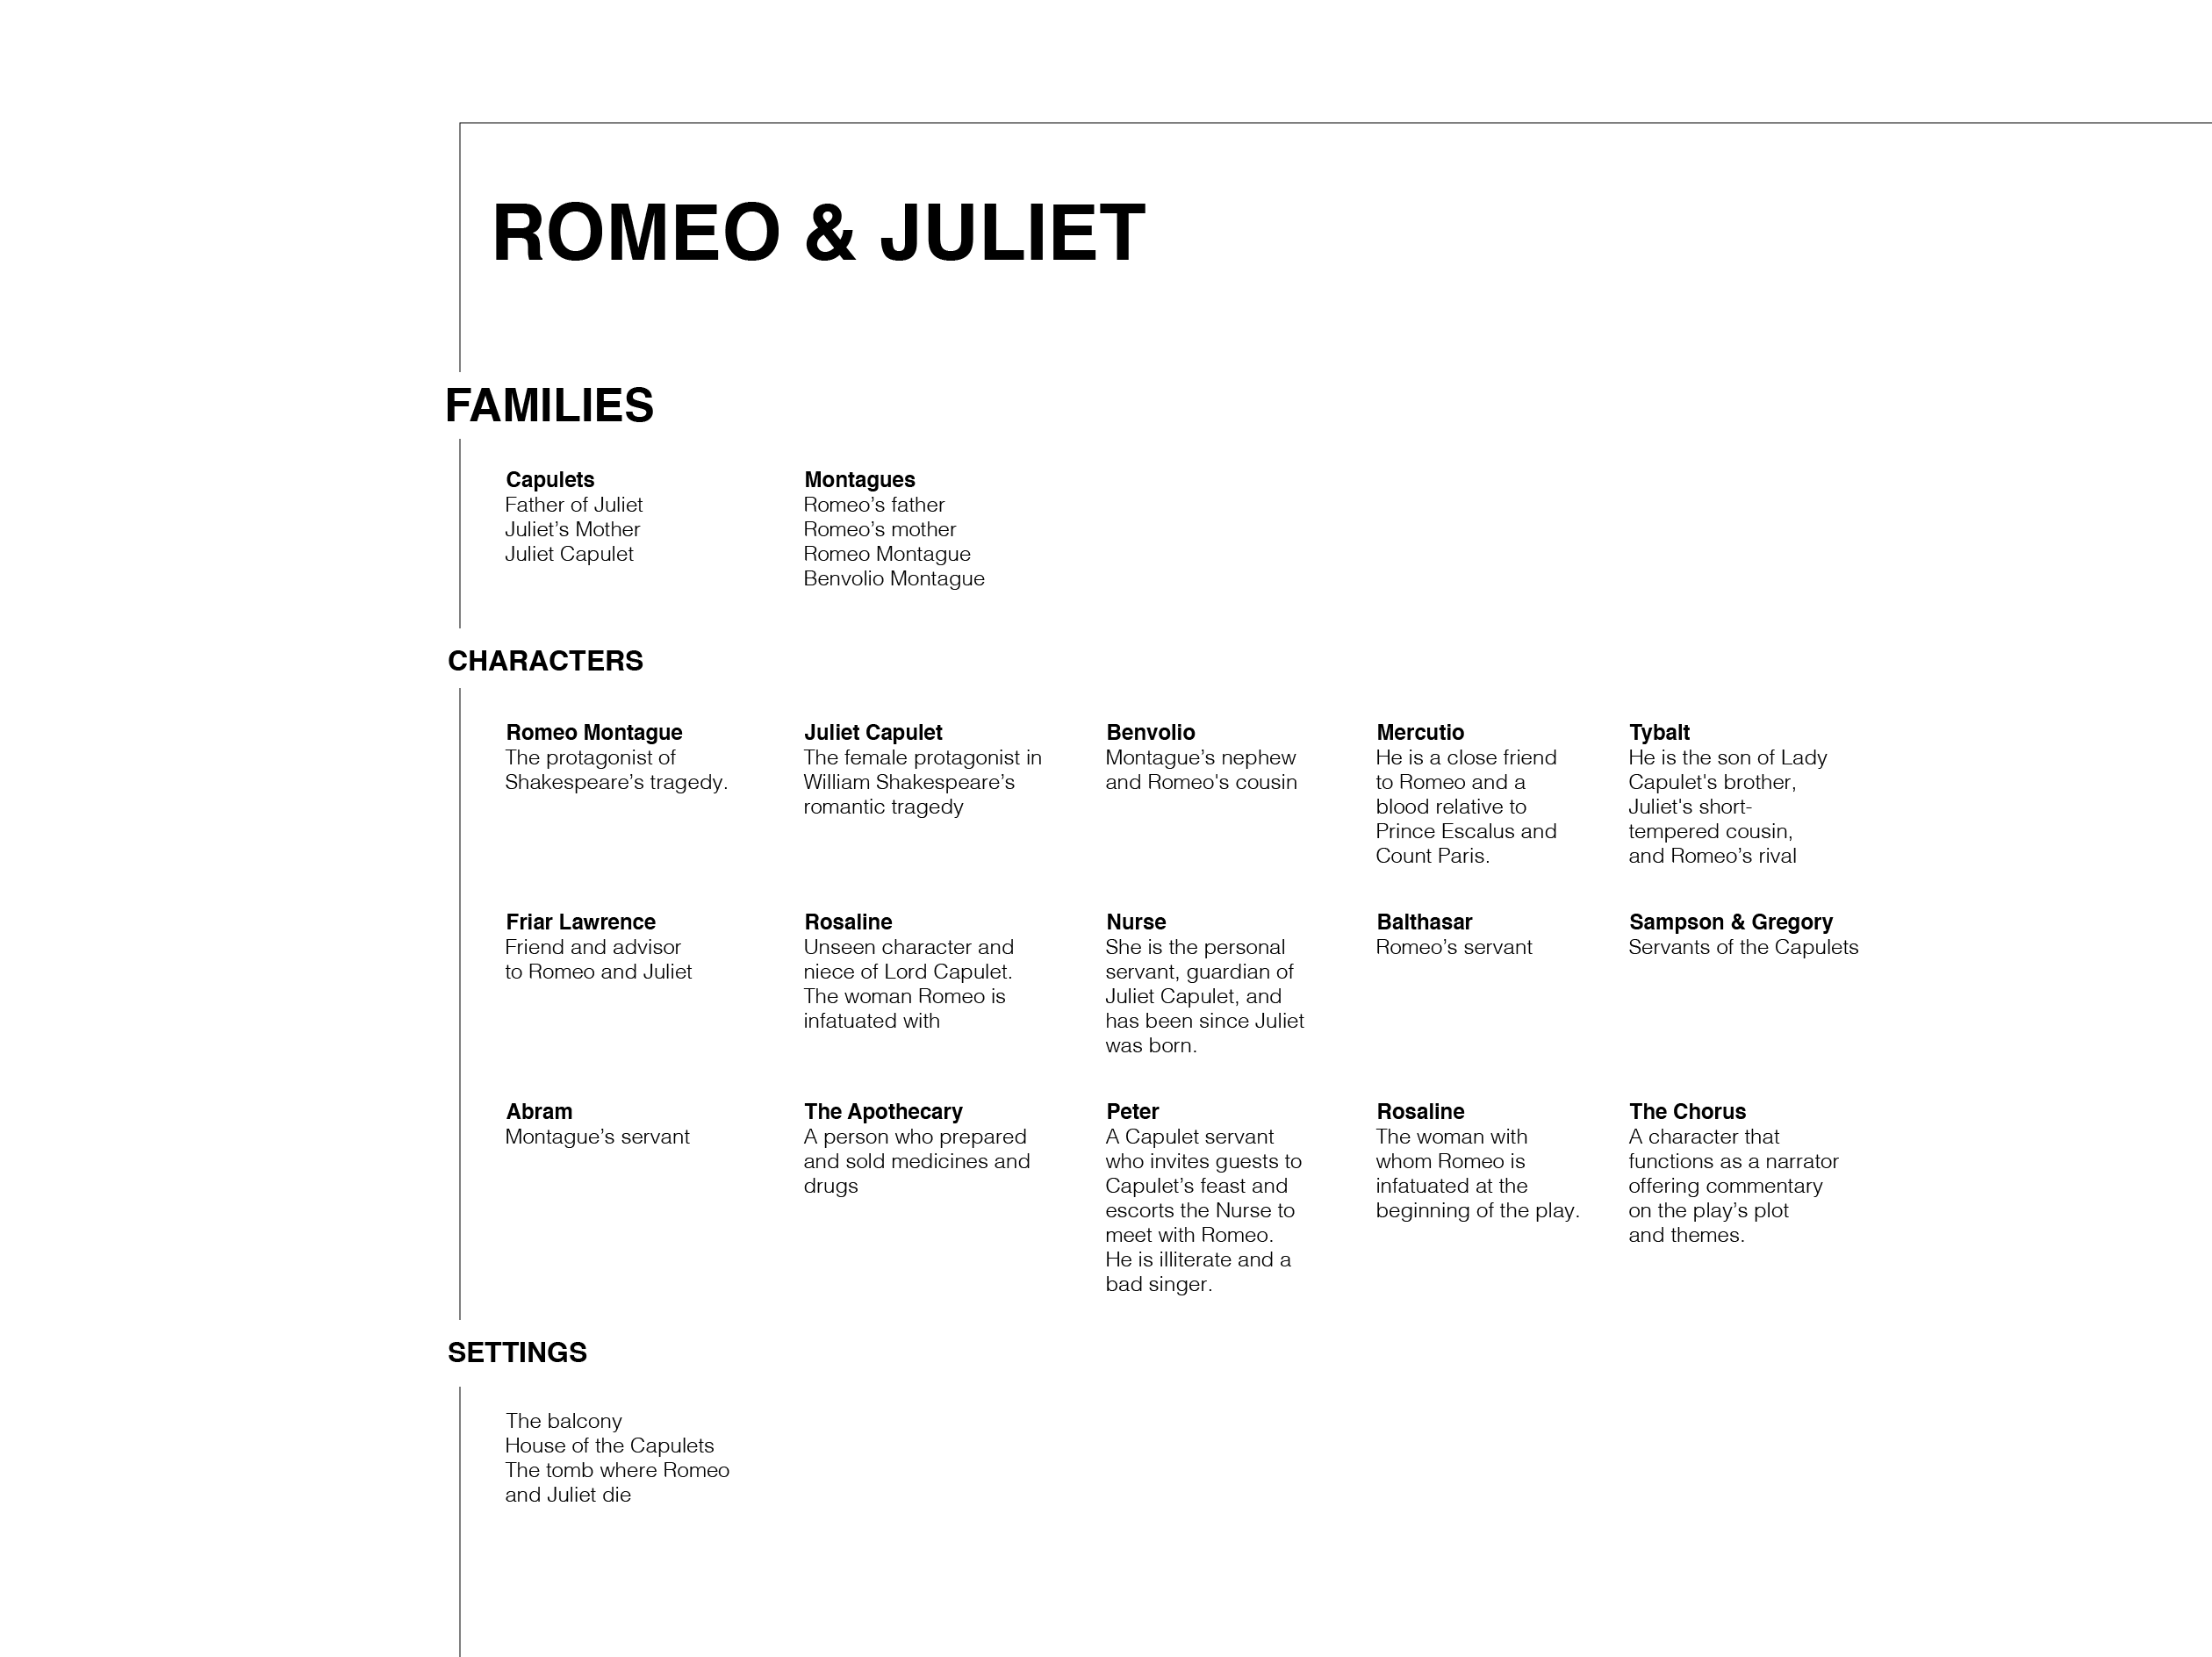 ROMEO & JULIET
FAMILIES
Capulets
Father of Juliet
Juliet’s Mother
Juliet Capulet
Montagues
Romeo’s father
Romeo’s mother
Romeo Montague
Benvolio Montague
CHARACTERS
Romeo Montague
The protagonist of
Shakespeare’s tragedy.
Juliet Capulet
The female protagonist in
William Shakespeare’s
romantic tragedy
Benvolio
Montague’s nephew
and Romeo's cousin
Mercutio
He is a close friend
to Romeo and a
blood relative to
Prince Escalus and
Count Paris.
Tybalt
He is the son of Lady
Capulet's brother,
Juliet's short-
tempered cousin,
and Romeo’s rival
Friar Lawrence
Friend and advisor
to Romeo and Juliet
Rosaline
Unseen character and
niece of Lord Capulet.
The woman Romeo is
infatuated with
Nurse
She is the personal
servant, guardian of
Juliet Capulet, and
has been since Juliet
was born.
Balthasar
Romeo’s servant
Sampson & Gregory
Servants of the Capulets
Abram
Montague’s servant
The Apothecary
A person who prepared
and sold medicines and
drugs
Peter
A Capulet servant
who invites guests to
Capulet’s feast and
escorts the Nurse to
meet with Romeo.
He is illiterate and a
bad singer.
Rosaline
The woman with
whom Romeo is
infatuated at the
beginning of the play.
The Chorus
A character that
functions as a narrator
offering commentary
on the play’s plot
and themes.
SETTINGS
The balcony
House of the Capulets
The tomb where Romeo
and Juliet die